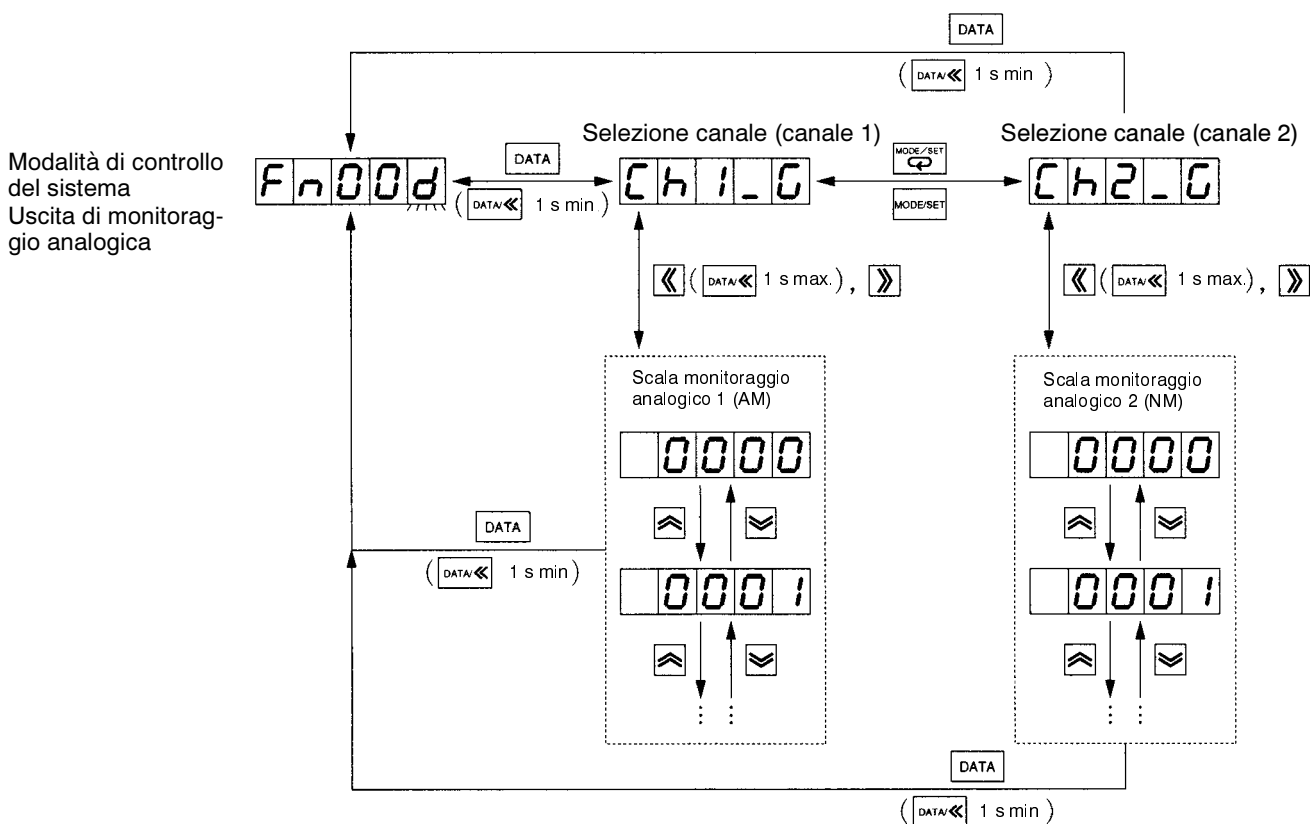 DATA
(DATA/≪ 1 s min )
Selezione canale (canale 1)
Selezione canale (canale 2)
Modalità di controllo
del sistema
Uscita di monitorag-
gio analogica
Fn00d
DATA
(DATA/≪ 1 s min.)
Ch1_G
MODE/SET
MODE/SET
Ch2_G
≪ (DATA/≪ 1 s max.) , ≫
≪ (DATA/≪ 1 s max.) , ≫
Scala monitoraggio
analogico 1 (AM)
0000
0001
Scala monitoraggio
analogico 2 (NM)
0000
0001
DATA
(DATA/≪ 1 s min)
DATA
(DATA/≪ 1 s min )